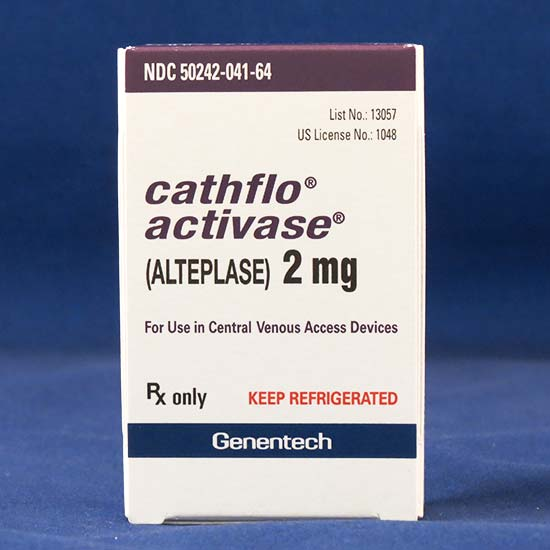 NDC 50242-041-64
List No.: 13057
US License No.: 1048
cathflo®
activase®
(ALTEPLASE) 2 mg
For Use in Central Venous Access Devices
Rx only KEEP REFRIGERATED
Genentech